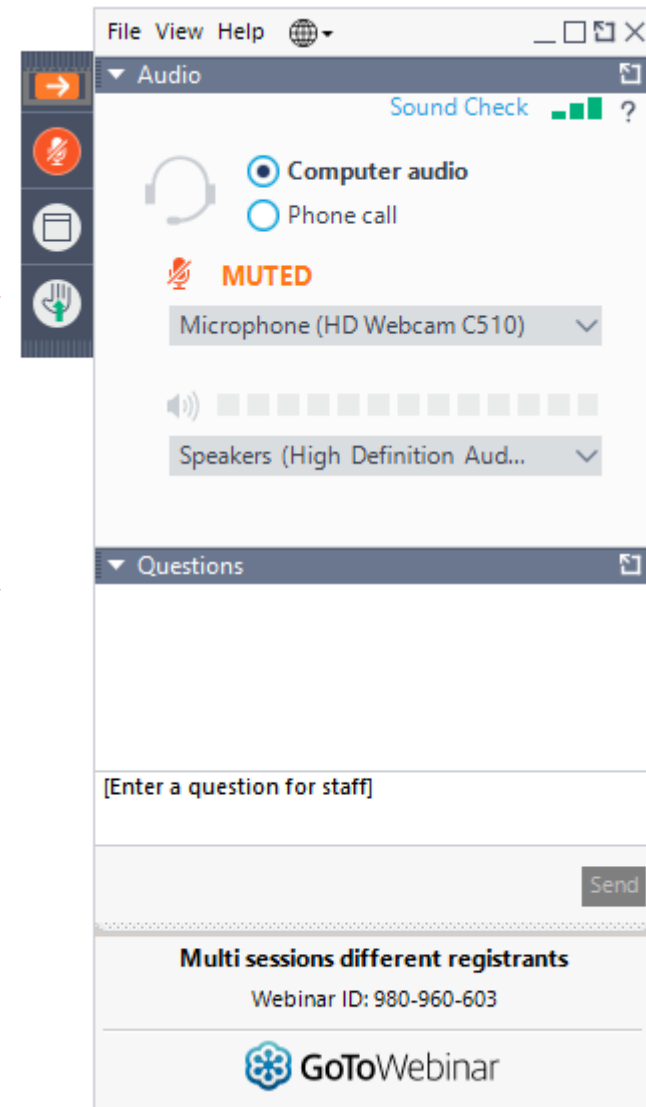 File View Help
Audio
Sound Check ?
Computer audio
Phone call
MUTED
Microphone (HD Webcam C510)
Speakers (High Definition Aud...
Questions
[Enter a question for staff]
Send
Multi sessions different registrants
Webinar ID: 980-960-603
GoToWebinar